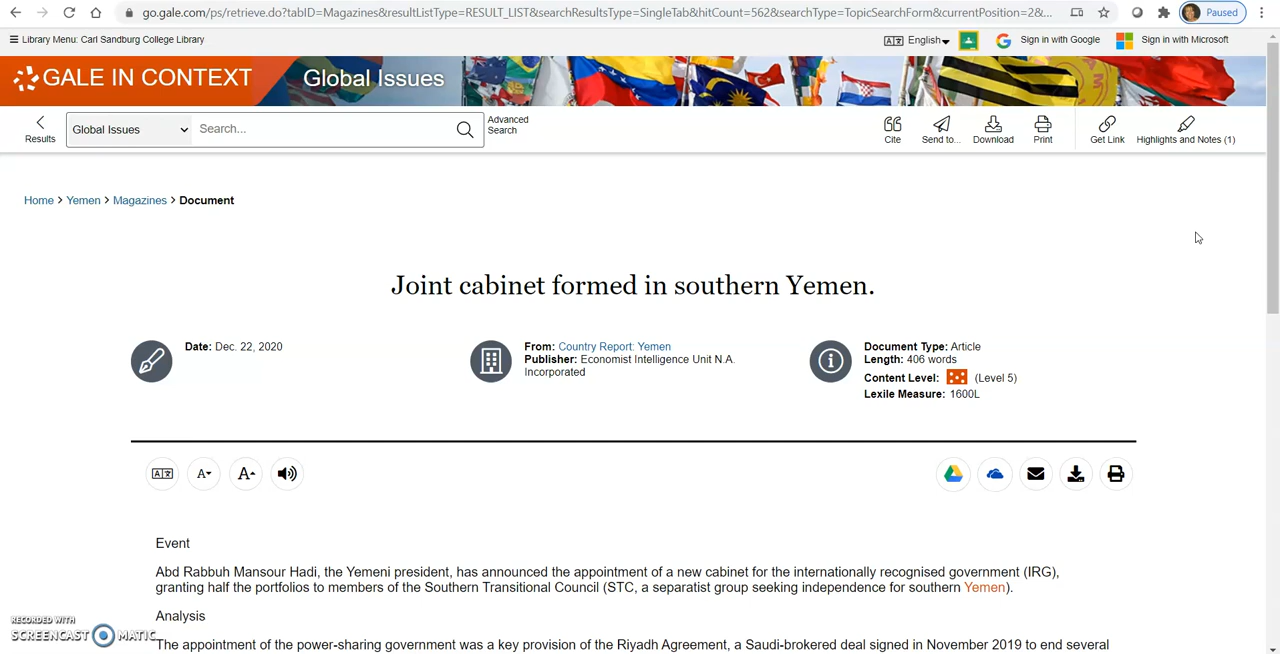 go.gale.com/ps/retrieve.do?tabID=Magazines&resultListType=RESULT_LIST&searchResultsType=SingleTab&hitCount=562&searchType=TopicSearchForm&currentPosition=2&...
Paused
Library Menu: Carl Sandburg College Library
English
Sign in with Google
Sign in with Microsoft
GALE IN CONTEXT
Global Issues
Results
Global Issues
Search...
Advanced
Search
Cite
Send to...
Download
Print
Get Link
Highlights and Notes (1)
Home > Yemen > Magazines > Document
Joint cabinet formed in southern Yemen.
Date: Dec. 22, 2020
From: Country Report: Yemen
Publisher: Economist Intelligence Unit N.A.
Incorporated
Document Type: Article
Length: 406 words
Content Level: (Level 5)
Lexile Measure: 1600L
A
A
Event
Abd Rabbuh Mansour Hadi, the Yemeni president, has announced the appointment of a new cabinet for the internationally recognised government (IRG),
granting half the portfolios to members of the Southern Transitional Council (STC, a separatist group seeking independence for southern Yemen).
Analysis
The appointment of the power-sharing government was a key provision of the Riyadh Agreement, a Saudi-brokered deal signed in November 2019 to end several
RECORDED WITH
SCREENCAST MATIC